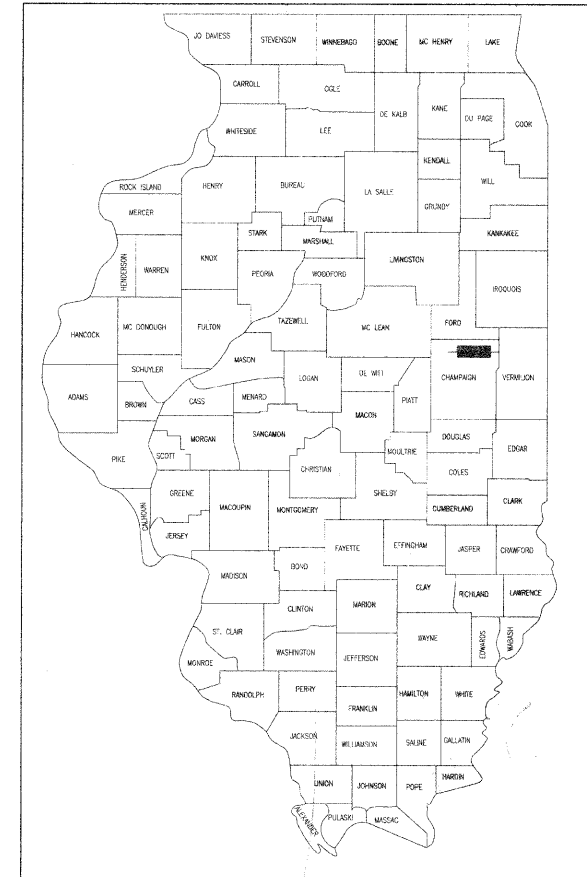 JO DAVIESS
STEVENSON
WINNEBAGO
BOONE
MC HENRY
LAKE
CARROLL
OGLE
DE KALB
KANE
DU PAGE
COOK
WHITESIDE
LEE
KENDALL
WILL
ROCK ISLAND
HENRY
BUREAU
LA SALLE
GRUNDY
MERCER
PUTNAM
STARK
MARSHALL
KANKAKEE
HENDERSON
WARREN
KNOX
PEORIA
WOODFORD
LIVINGSTON
IROQUOIS
HANCOCK
MC DONOUGH
FULTON
TAZEWELL
MC LEAN
FORD
SCHUYLER
MASON
LOGAN
DE WITT
CHAMPAIGN
VERMILION
ADAMS
BROWN
CASS
MENARD
PIATT
MACON
MORGAN
SANGAMON
DOUGLAS
PIKE
SCOTT
CHRISTIAN
MOULTRIE
EDGAR
COLES
GREENE
MACOUPIN
MONTGOMERY
SHELBY
CUMBERLAND
CLARK
CALHOUN
JERSEY
FAYETTE
EFFINGHAM
JASPER
CRAWFORD
MADISON
BOND
CLAY
RICHLAND
LAWRENCE
CLINTON
MARION
ST. CLAIR
WAYNE
EDWARDS
WABASH
WASHINGTON
JEFFERSON
MONROE
RANDOLPH
PERRY
HAMILTON
WHITE
FRANKLIN
JACKSON
WILLIAMSON
SALINE
GALLATIN
UNION
JOHNSON
POPE
HARDIN
ALEXANDER
PULASKI
MASSAC